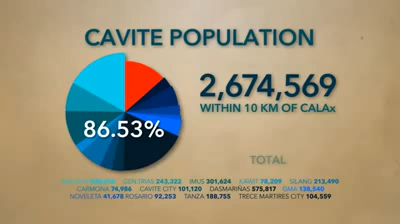 CAVITE POPULATION
86.53%
2,674,569
WITHIN 10 KM OF CALAx
TOTAL
GEN.TRIAS 243,322 IMUS 301,624 KAWIT 78,209 SILANG 213,490
CARMONA 74,986 CAVITE CITY 101,120 DASMARIÑAS 575,817 GMA 138,540
NOVELETA 41,678 ROSARIO 92,253 TANZA 188,755 TRECE MARTIRES CITY 104,559